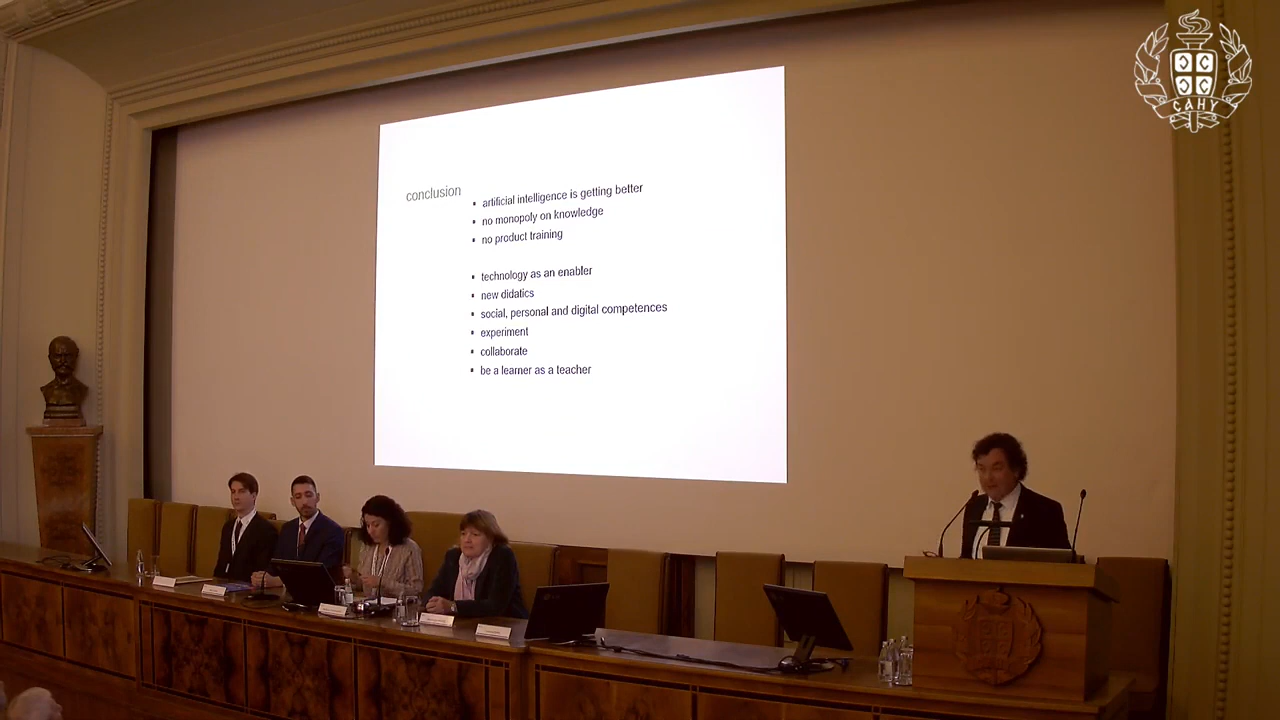 conclusion
▪ artificial intelligence is getting better
▪ no monopoly on knowledge
▪ no product training
▪ technology as an enabler
▪ new didatics
▪ social, personal and digital competences
▪ experiment
▪ collaborate
▪ be a learner as a teacher
САНУ